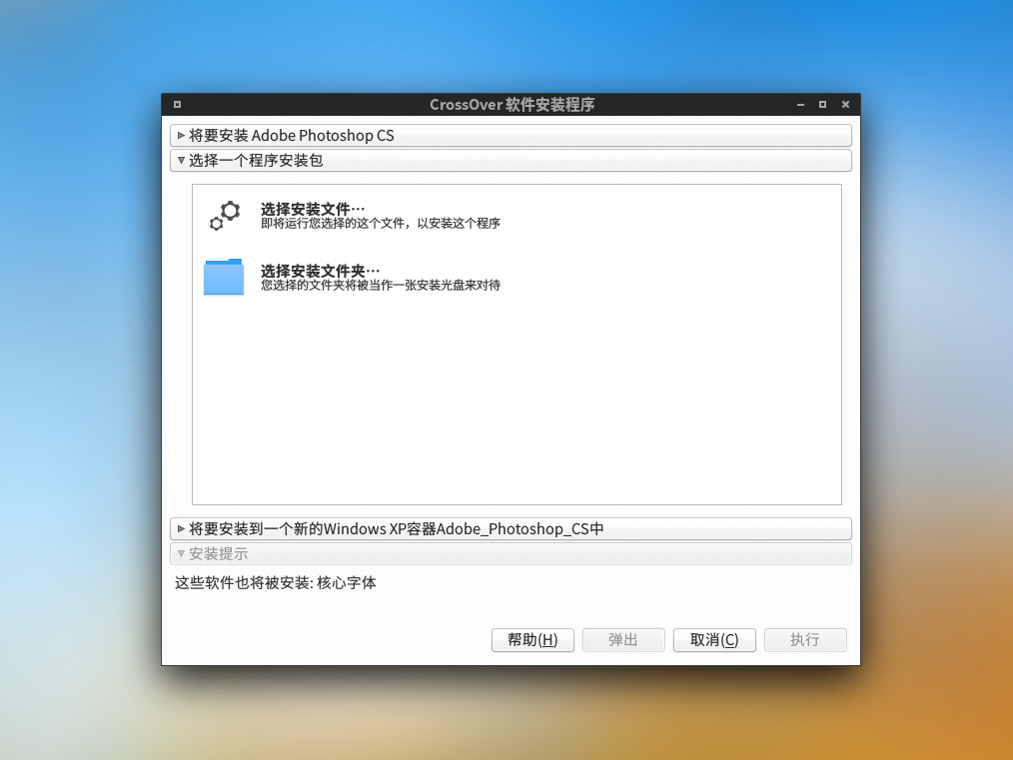 CrossOver 软件安装程序
将要安装 Adobe Photoshop CS
选择一个程序安装包
选择安装文件…
即将运行您选择的这个文件，以安装这个程序
选择安装文件夹…
您选择的文件夹将被当作一张安装光盘来对待
将要安装到一个新的Windows XP容器Adobe_Photoshop_CS中
安装提示
这些软件也将被安装: 核心字体
帮助(H) 弹出 取消(C) 执行